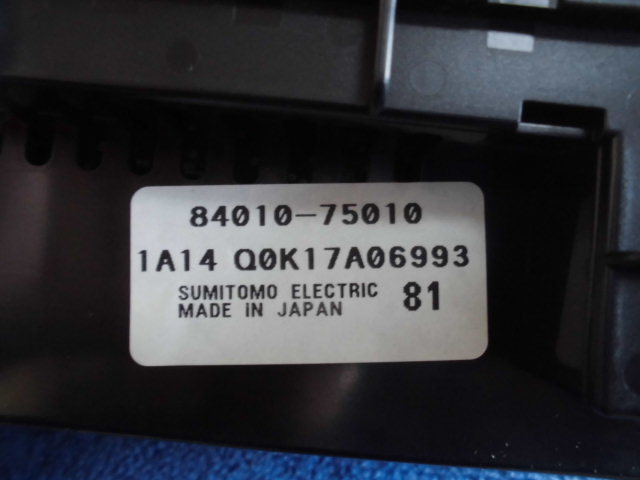 84010-75010
1A14 Q0K17A06993
SUMITOMO ELECTRIC 81
MADE IN JAPAN